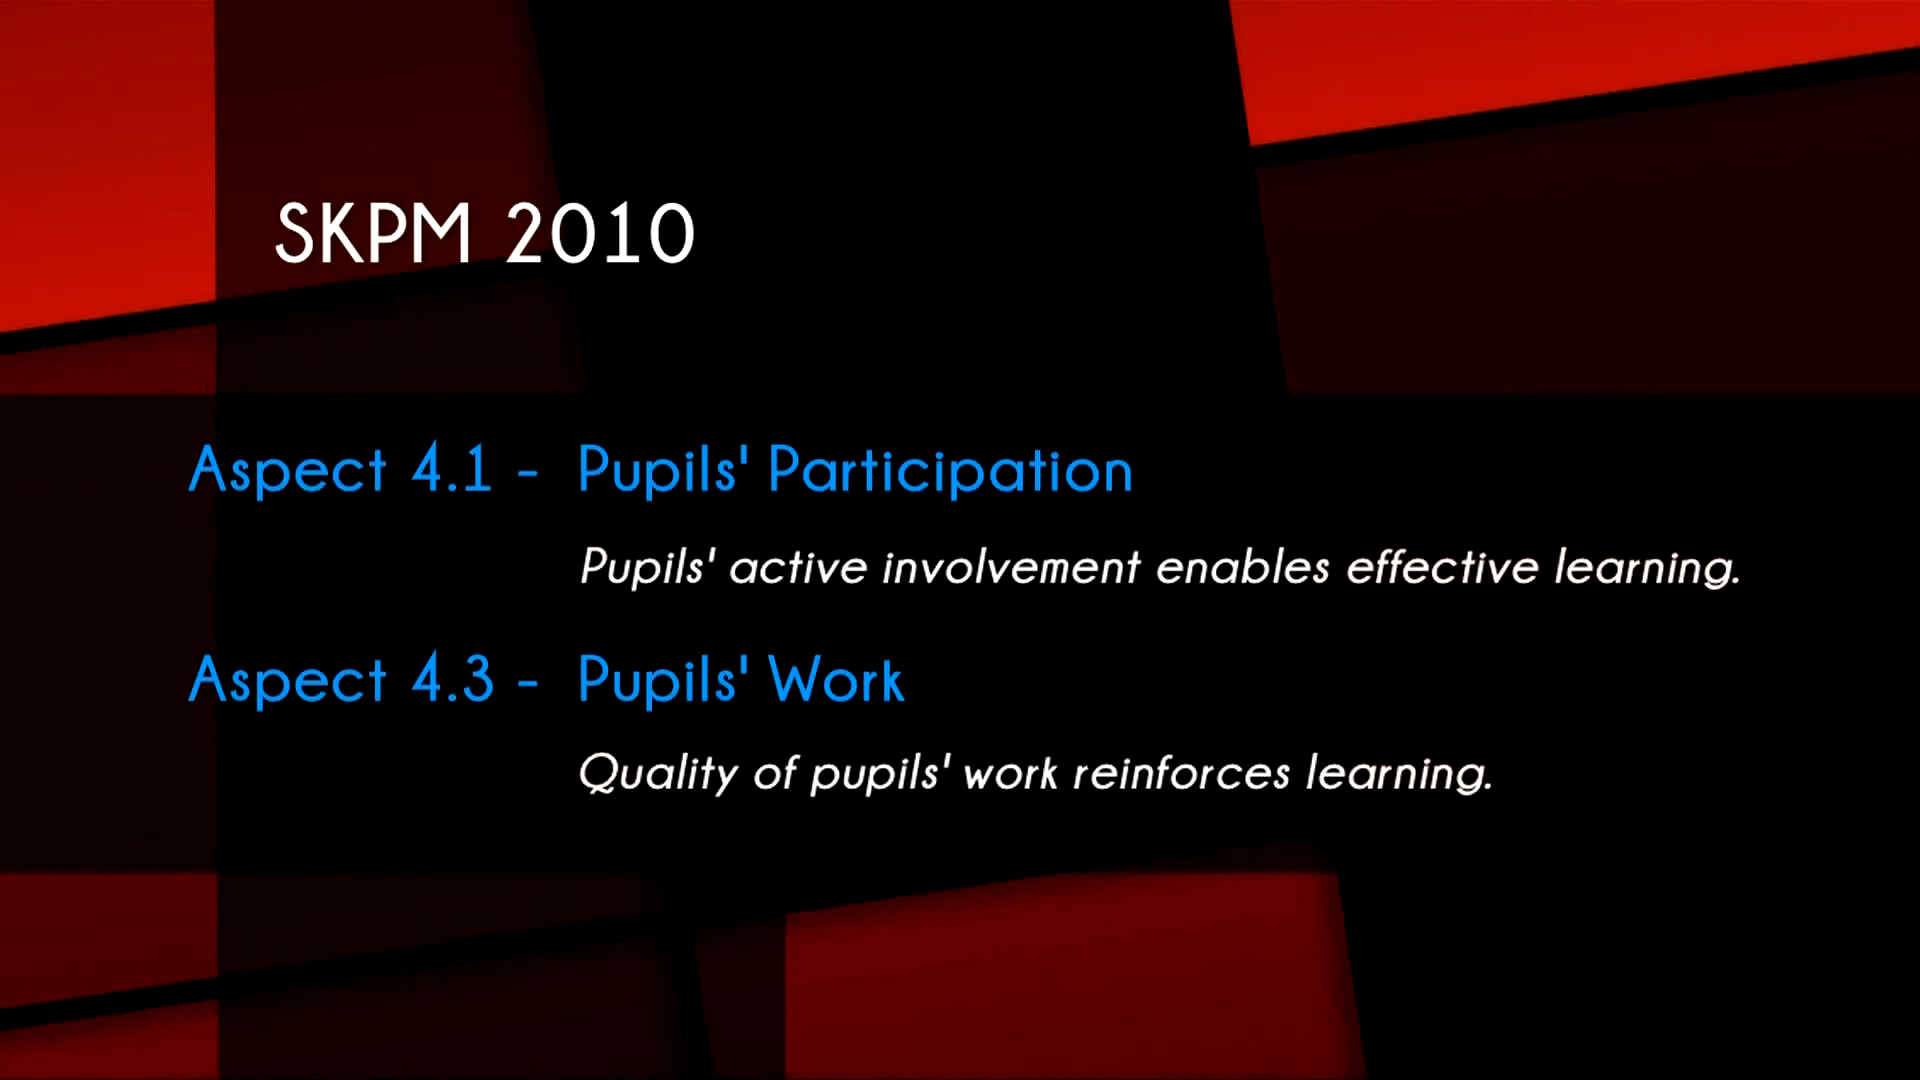 SKPM 2010
Aspect 4.1 - Pupils' Participation
Pupils' active involvement enables effective learning.
Aspect 4.3 - Pupils' Work
Quality of pupils' work reinforces learning.